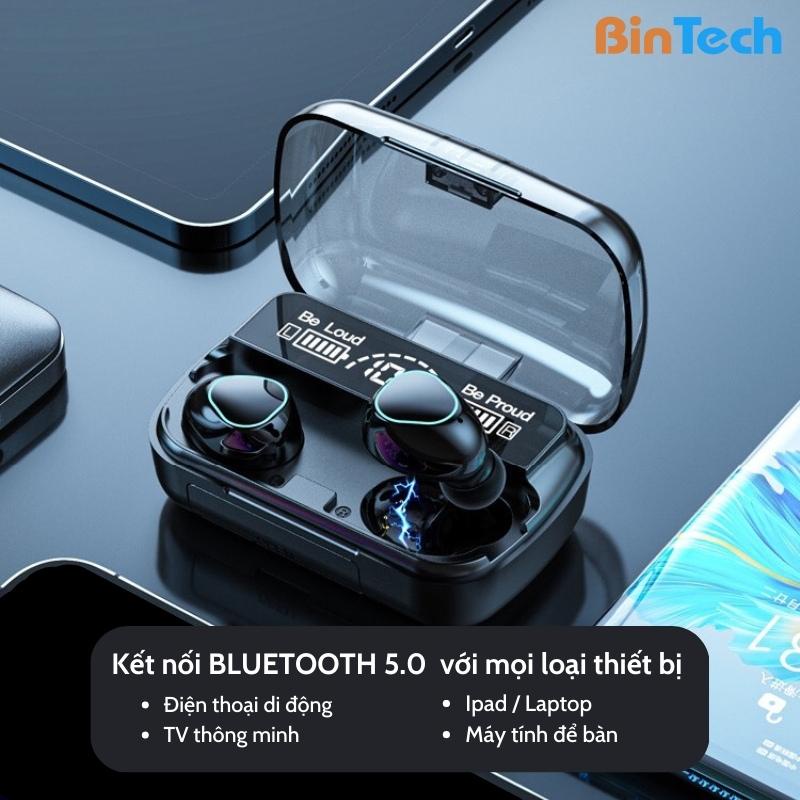 BinTech
Be Loud
L
Be Proud
R
Kết nối BLUETOOTH 5.0 với mọi loại thiết bị
• Điện thoại di động
• TV thông minh
• Ipad / Laptop
• Máy tính để bàn